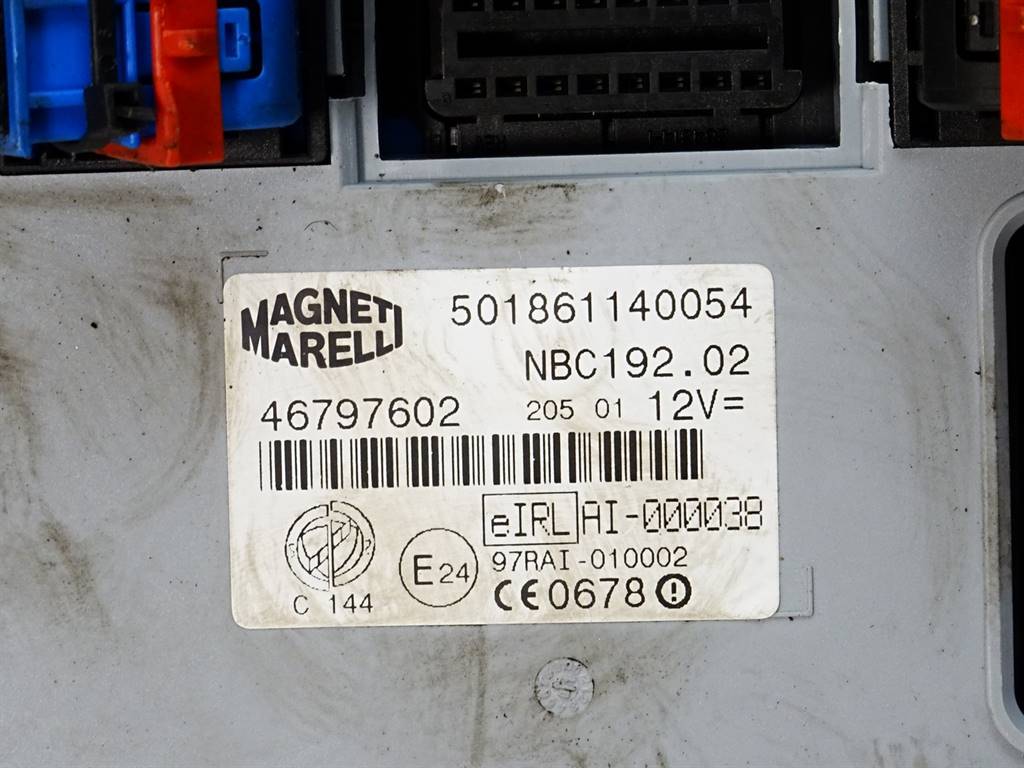 MAGNETI MARELLI
501861140054
NBC192.02
46797602 205 01 12V=
eIRL AI-000038
97RAI-010002
C 144 E24 CE0678